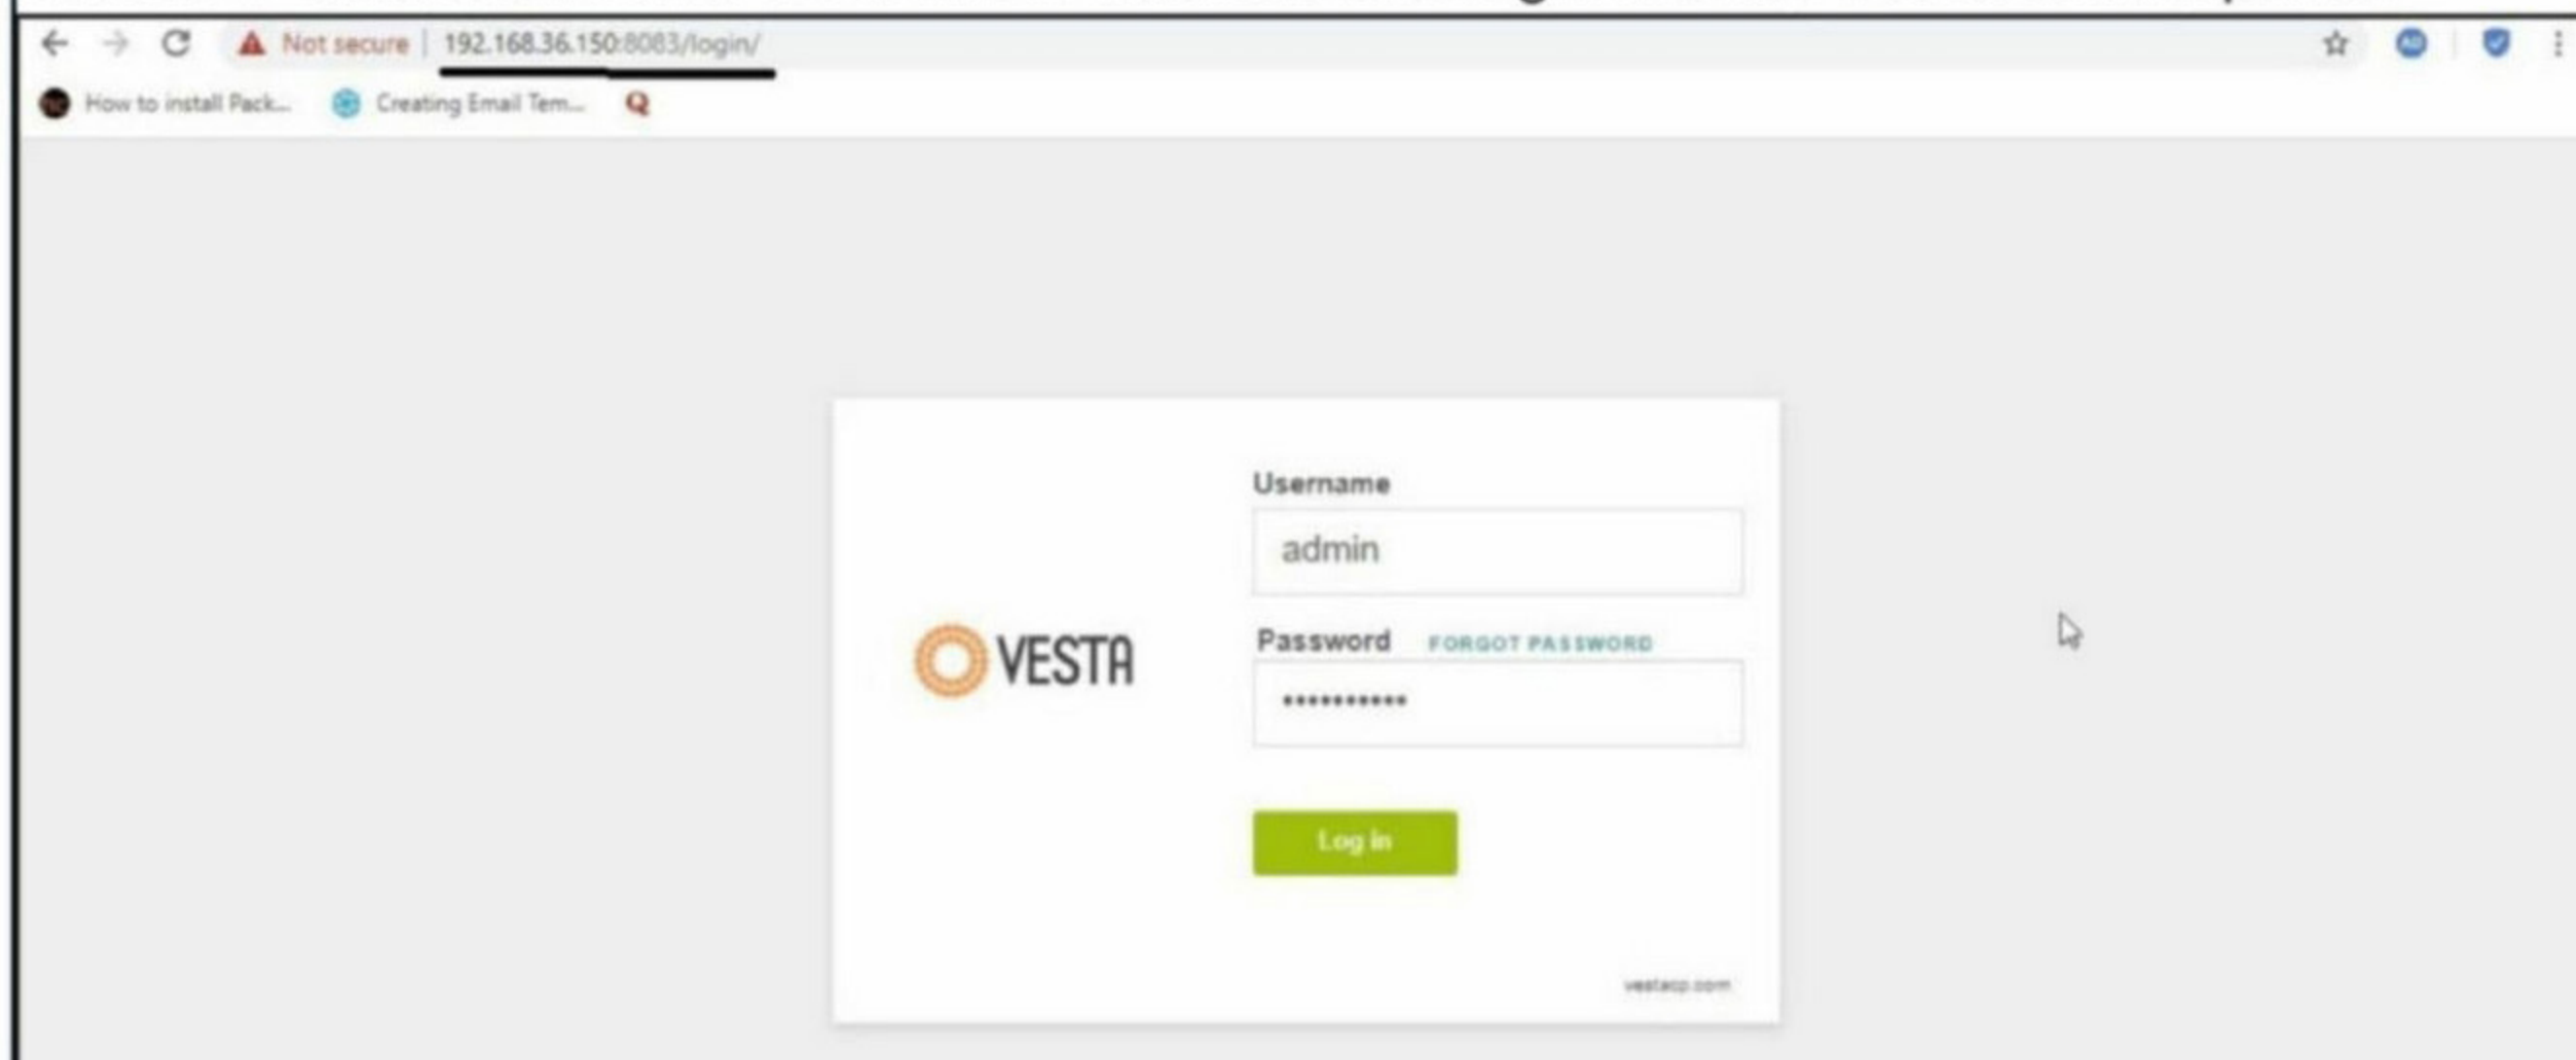 Not secure | 192.168.36.150:8083/login/
How to install Pack... Creating Email Tem... Q
Username
admin
Password FORGOT PASSWORD
VESTA
••••••••••
Log in
vestacp.com